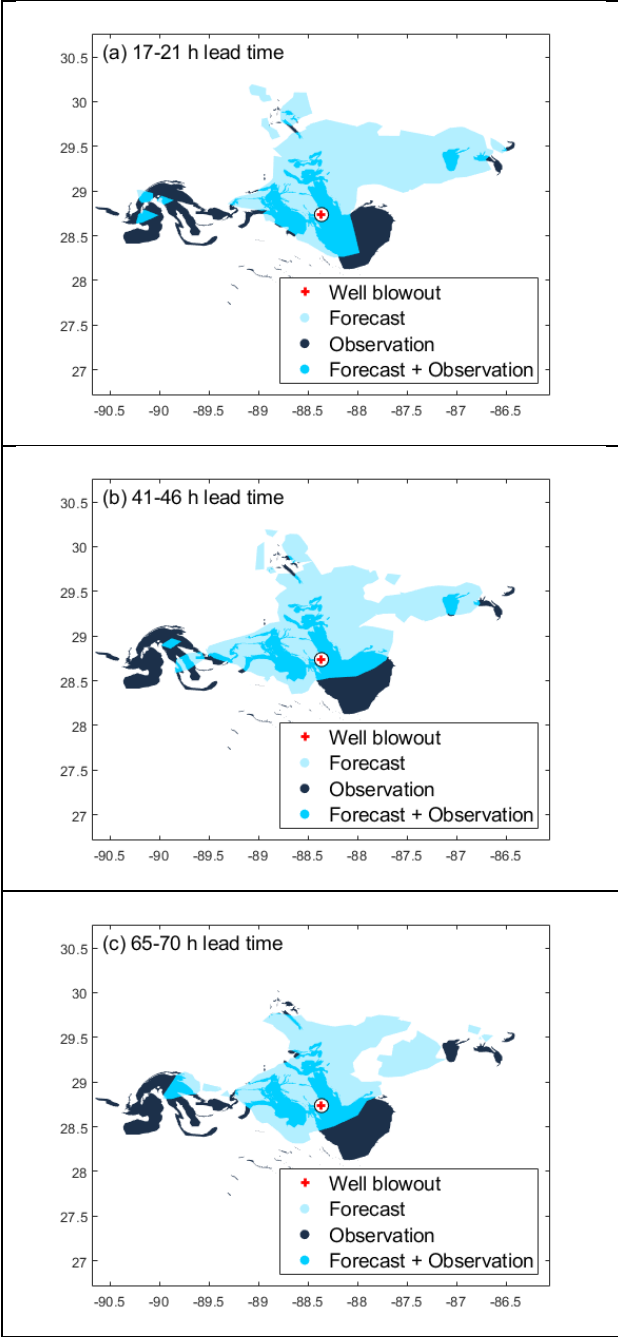 (a) 17-21 h lead time
30.5
30
29.5
29
28.5
28
27.5
27
Well blowout
Forecast
Observation
Forecast + Observation
-90.5 -90 -89.5 -89 -88.5 -88 -87.5 -87 -86.5
(b) 41-46 h lead time
30.5
30
29.5
29
28.5
28
27.5
27
Well blowout
Forecast
Observation
Forecast + Observation
-90.5 -90 -89.5 -89 -88.5 -88 -87.5 -87 -86.5
(c) 65-70 h lead time
30.5
30
29.5
29
28.5
28
27.5
27
Well blowout
Forecast
Observation
Forecast + Observation
-90.5 -90 -89.5 -89 -88.5 -88 -87.5 -87 -86.5